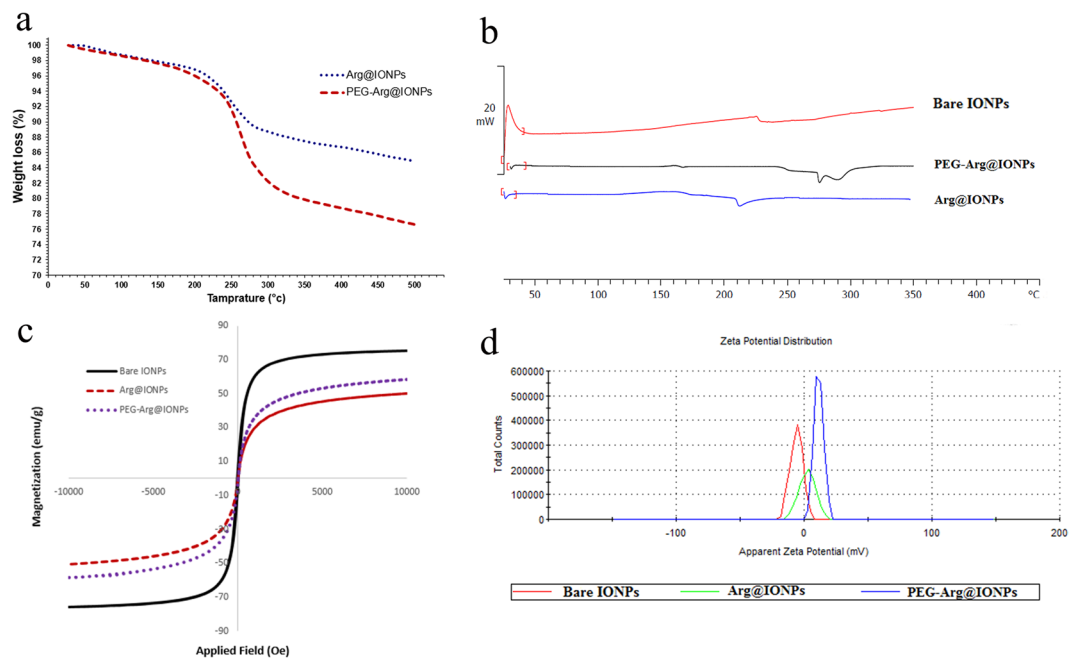 a
100
98
96
94
92
90
88
86
84
82
80
78
76
74
72
70
Weight loss (%)
0 50 100 150 200 250 300 350 400 450 500
Tamprature (°c)
Arg@IONPs
PEG-Arg@IONPs
b
20
mW
Bare IONPs
PEG-Arg@IONPs
Arg@IONPs
50 100 150 200 250 300 350 400 °C
c
90
70
50
30
10
-10
-30
-50
-70
-90
-10000 -5000 5000 10000
Magnetization (emu/g)
Applied Field (Oe)
Bare IONPs
Arg@IONPs
PEG-Arg@IONPs
d
Zeta Potential Distribution
600000
500000
400000
300000
200000
100000
0
Total Counts
-100 0 100 200
Apparent Zeta Potential (mV)
Bare IONPs Arg@IONPs PEG-Arg@IONPs